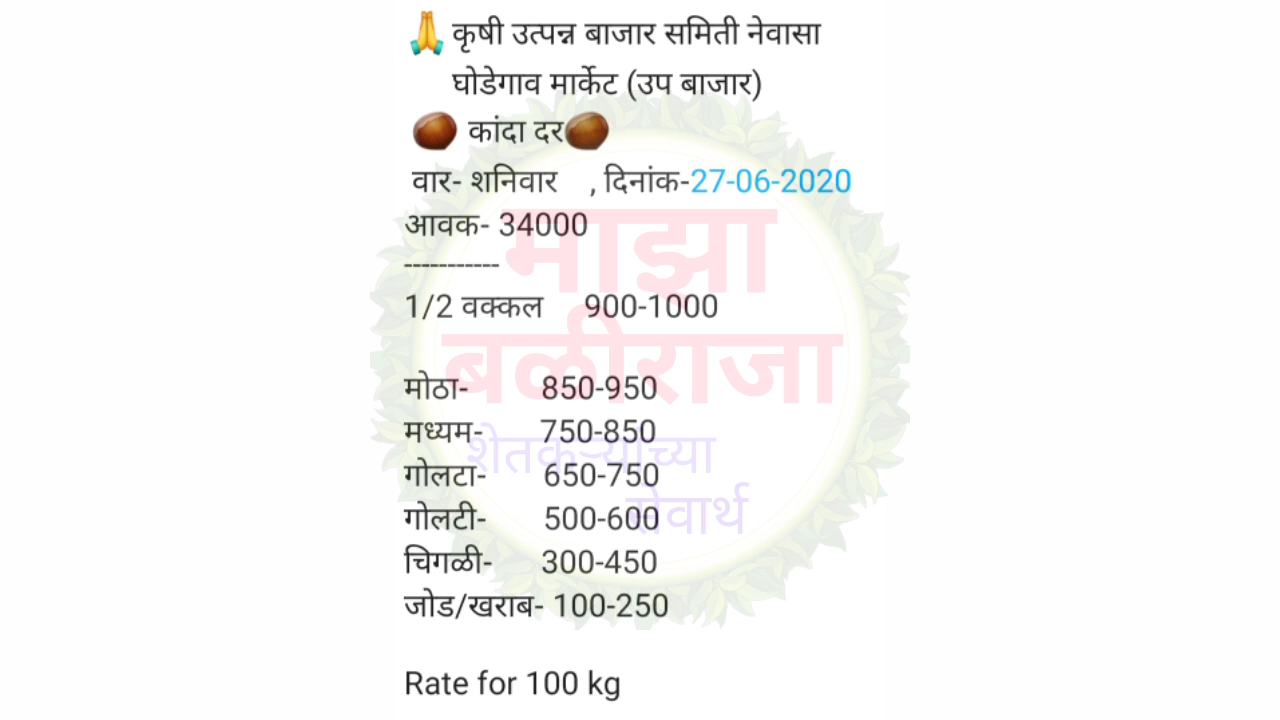 🙏 कृषी उत्पन्न बाजार समिती नेवासा
घोडेगाव मार्केट (उप बाजार)
🌰 कांदा दर🌰
वार- शनिवार , दिनांक-27-06-2020
आवक- 34000
-----------
1/2 वक्कल 900-1000
मोठा- 850-950
मध्यम- 750-850
गोलटा- 650-750
गोलटी- 500-600
चिगळी- 300-450
जोड/खराब- 100-250
Rate for 100 kg
माझा
बळीराजा
शेतकऱ्यांच्या
सेवार्थ